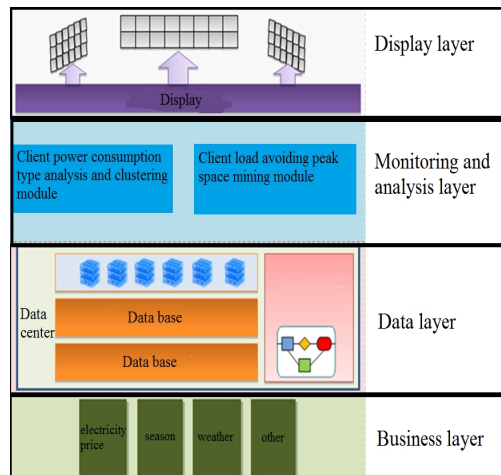 Display layer
Display
Client power consumption
type analysis and clustering
module
Client load avoiding peak
space mining module
Monitoring and
analysis layer
Data
center
Data base
Data base
Data layer
electricity
price
season
weather
other
Business layer